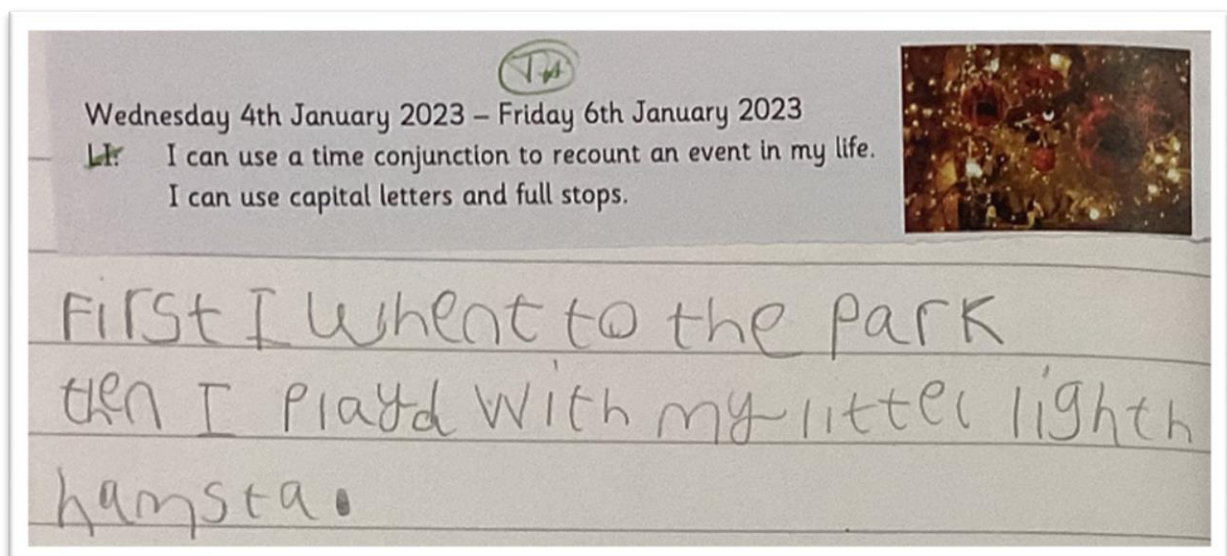 TA
Wednesday 4th January 2023 – Friday 6th January 2023
LI: I can use a time conjunction to recount an event in my life.
I can use capital letters and full stops.
First I Whent to the Park
then I Playd with my littel lighth
hamsta.